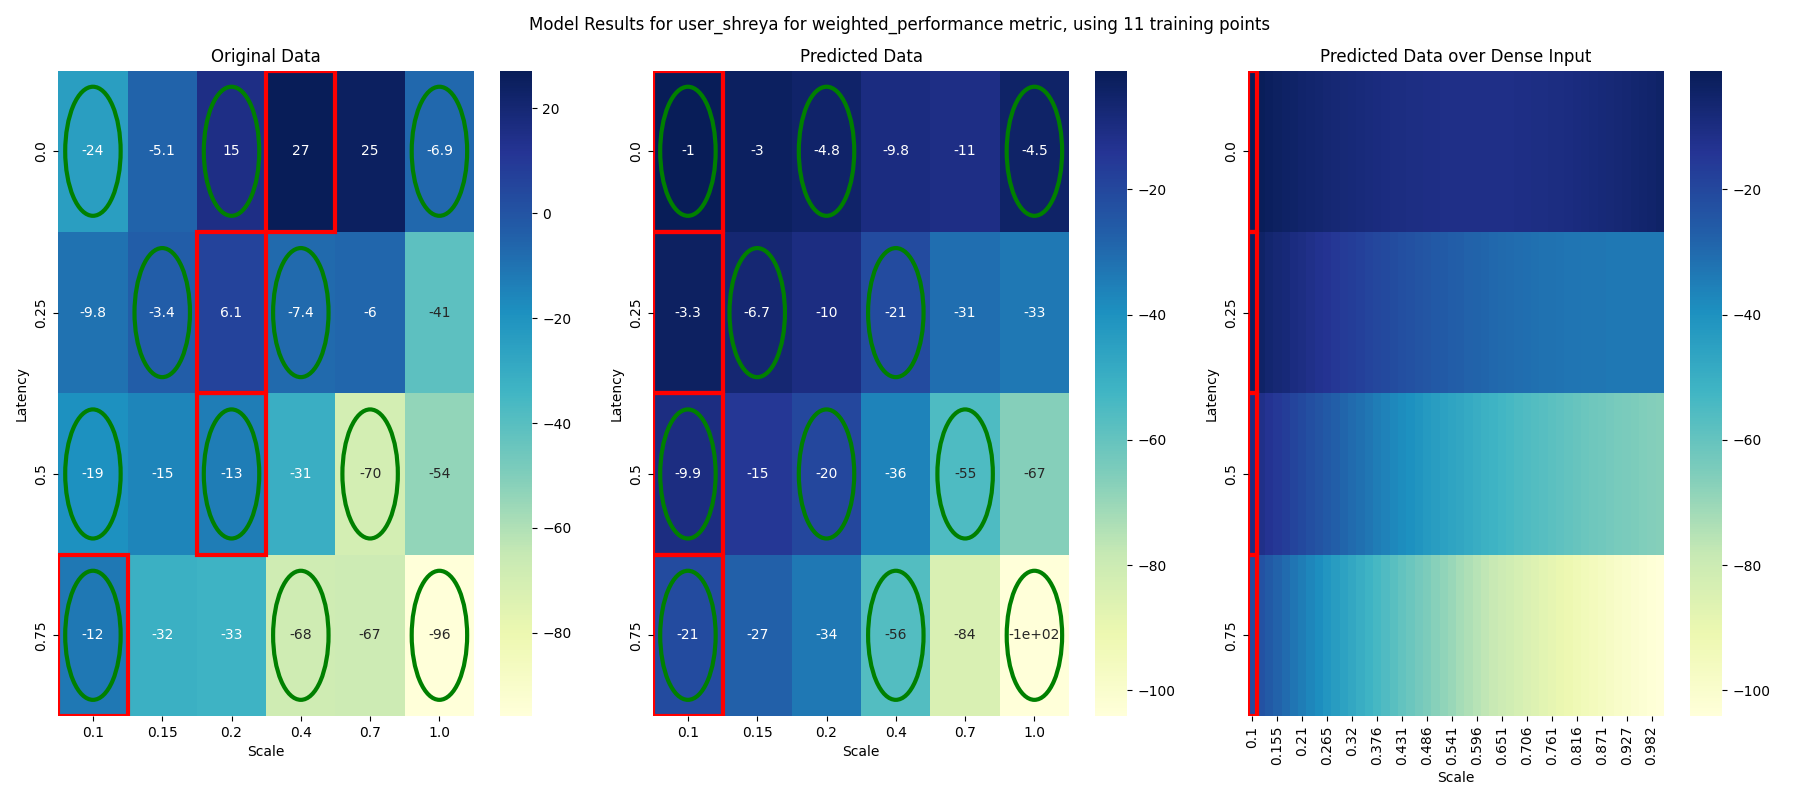 Model Results for user_shreya for weighted_performance metric, using 11 training points
Original Data
Latency
0.0
0.25
0.5
0.75
-24 -5.1 15 27 25 -6.9
-9.8 -3.4 6.1 -7.4 -6 -41
-19 -15 -13 -31 -70 -54
-12 -32 -33 -68 -67 -96
0.1 0.15 0.2 0.4 0.7 1.0
Scale
20
0
−20
−40
−60
−80
Predicted Data
Latency
0.0
0.25
0.5
0.75
-1 -3 -4.8 -9.8 -11 -4.5
-3.3 -6.7 -10 -21 -31 -33
-9.9 -15 -20 -36 -55 -67
-21 -27 -34 -56 -84 -1e+02
0.1 0.15 0.2 0.4 0.7 1.0
Scale
−20
−40
−60
−80
−100
Predicted Data over Dense Input
Latency
0.0
0.25
0.5
0.75
0.1 0.155 0.21 0.265 0.32 0.376 0.431 0.486 0.541 0.596 0.651 0.706 0.761 0.816 0.871 0.927 0.982
Scale
−20
−40
−60
−80
−100